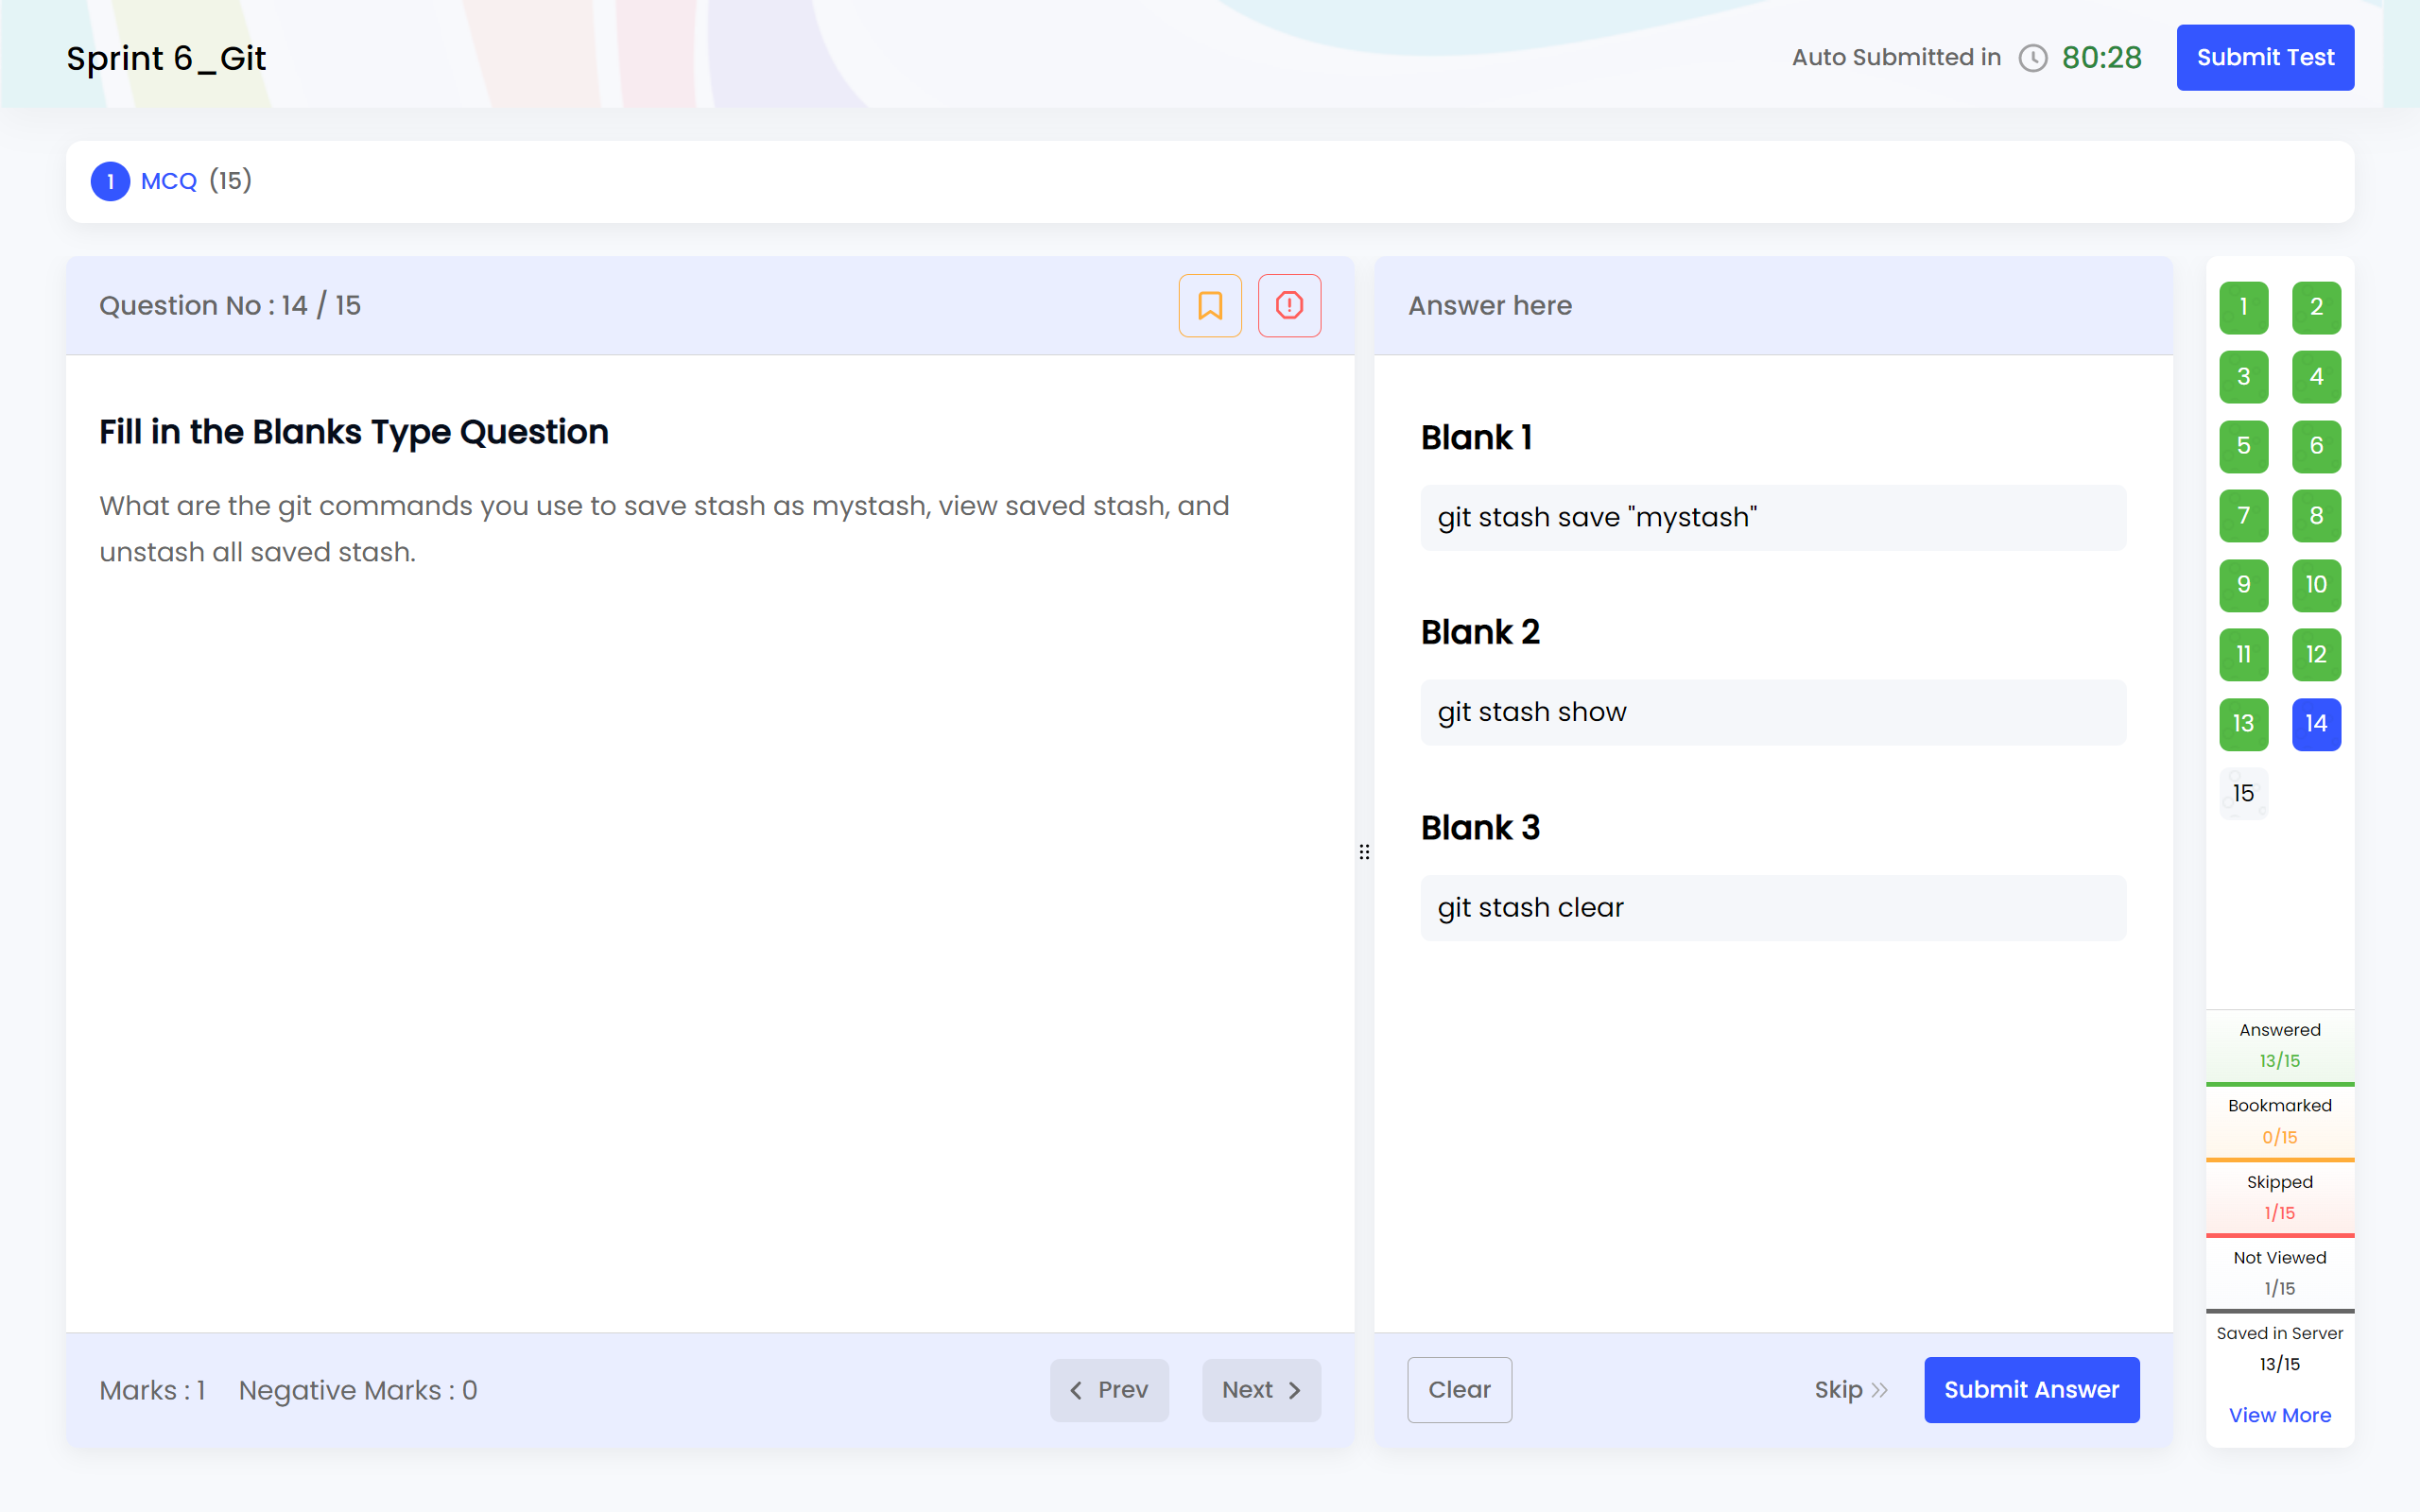 Sprint 6_Git
Auto Submitted in 80:28
Submit Test
1 MCQ (15)
Question No : 14 / 15
Fill in the Blanks Type Question
What are the git commands you use to save stash as mystash, view saved stash, and
unstash all saved stash.
Marks : 1 Negative Marks : 0
Prev
Next
Answer here
Blank 1
git stash save "mystash"
Blank 2
git stash show
Blank 3
git stash clear
Clear
Skip
Submit Answer
1 2
3 4
5 6
7 8
9 10
11 12
13 14
15
Answered
13/15
Bookmarked
0/15
Skipped
1/15
Not Viewed
1/15
Saved in Server
13/15
View More